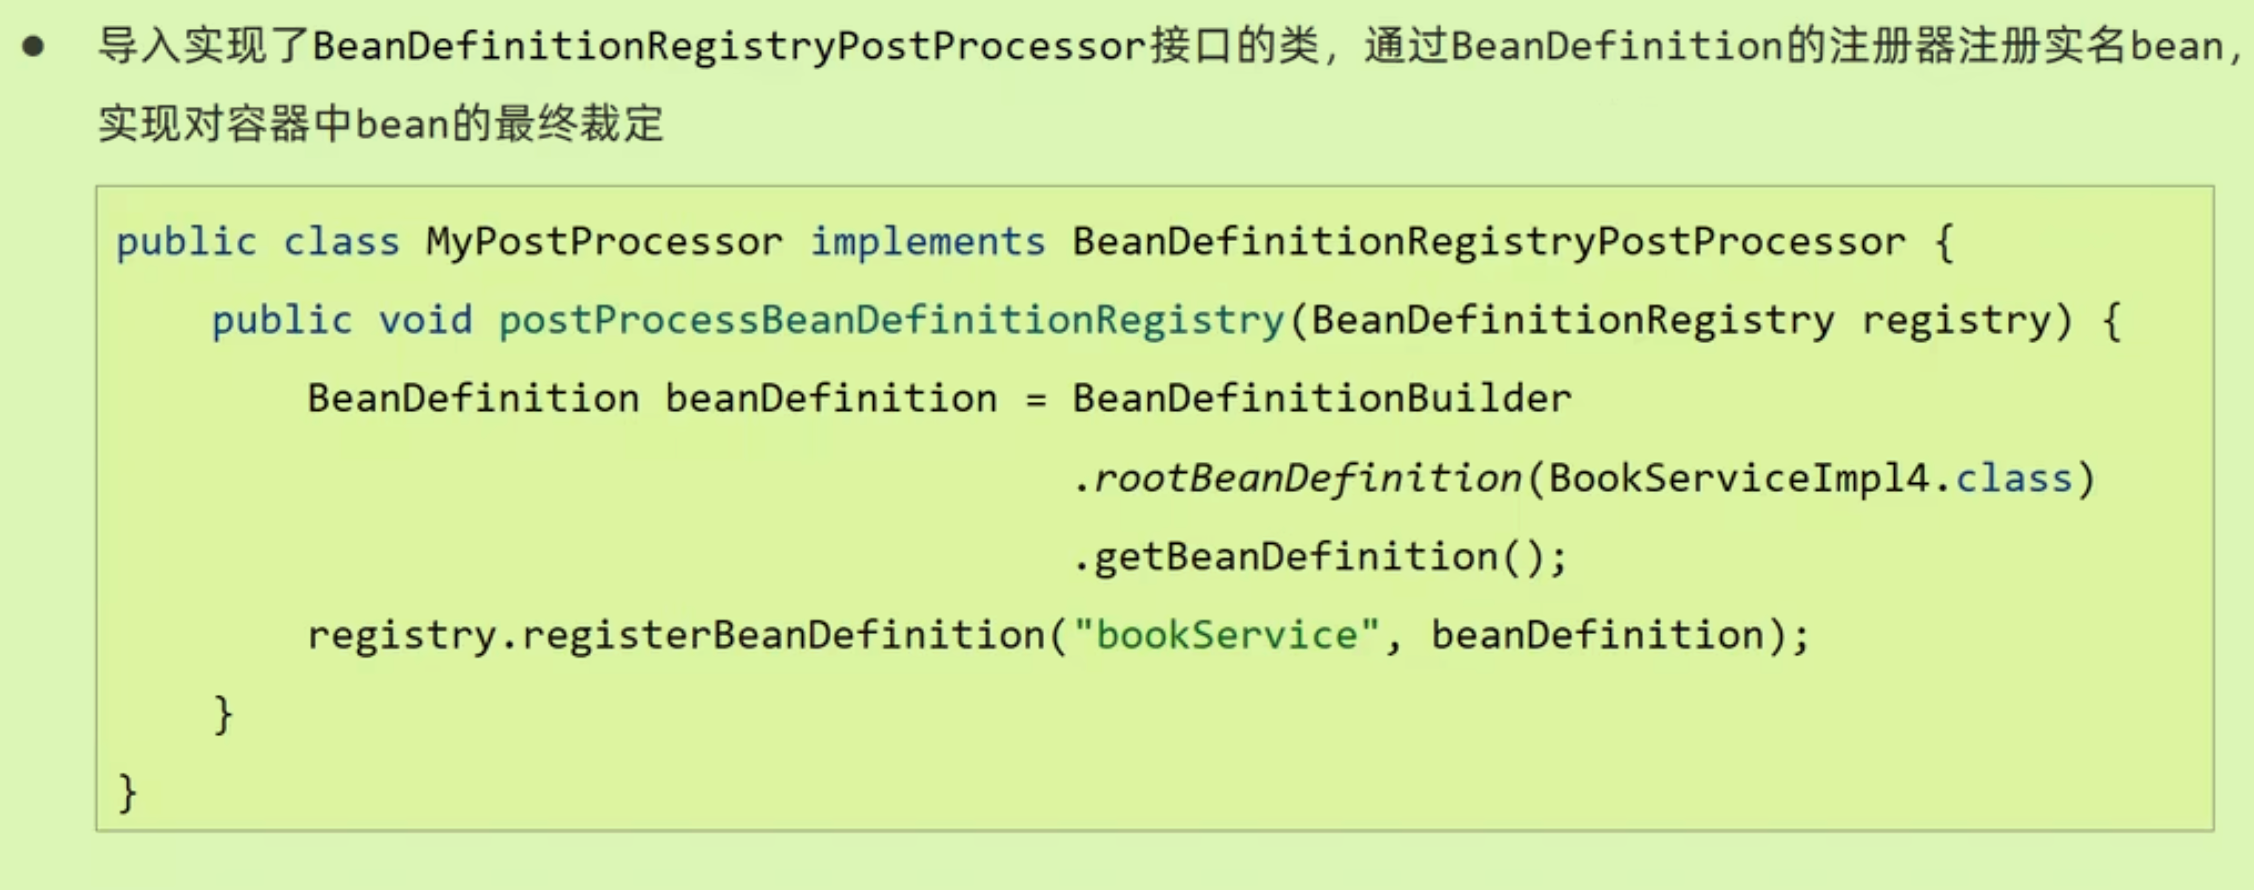 ● 导入实现了BeanDefinitionRegistryPostProcessor接口的类，通过BeanDefinition的注册器注册实名bean，
实现对容器中bean的最终裁定
public class MyPostProcessor implements BeanDefinitionRegistryPostProcessor {
    public void postProcessBeanDefinitionRegistry(BeanDefinitionRegistry registry) {
        BeanDefinition beanDefinition = BeanDefinitionBuilder
                                        .rootBeanDefinition(BookServiceImpl4.class)
                                        .getBeanDefinition();
        registry.registerBeanDefinition("bookService", beanDefinition);
    }
}